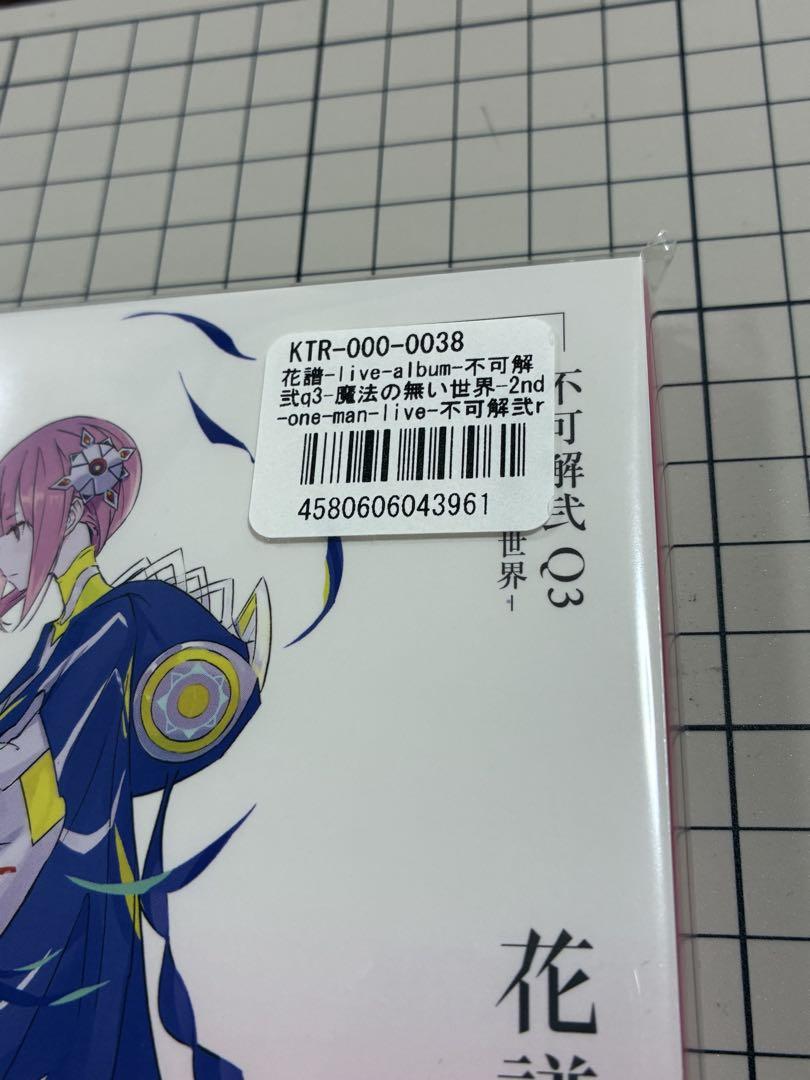 KTR-000-0038
花譜-live-album-不可解
弐q3-魔法の無い世界-2nd
-one-man-live-不可解弐r
4580606043961
不可解弐 Q3
世界-
花譜